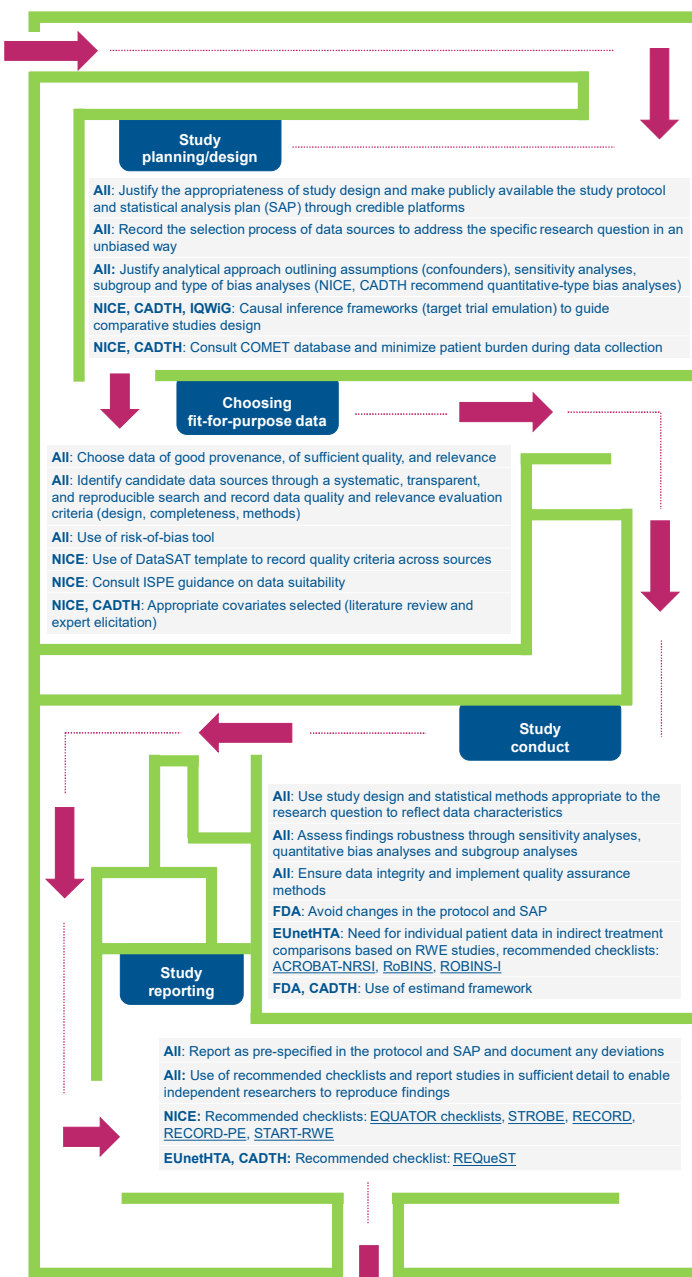 Study
planning/design
All: Justify the appropriateness of study design and make publicly available the study protocol
and statistical analysis plan (SAP) through credible platforms
All: Record the selection process of data sources to address the specific research question in an
unbiased way
All: Justify analytical approach outlining assumptions (confounders), sensitivity analyses,
subgroup and type of bias analyses (NICE, CADTH recommend quantitative-type bias analyses)
NICE, CADTH, IQWiG: Causal inference frameworks (target trial emulation) to guide
comparative studies design
NICE, CADTH: Consult COMET database and minimize patient burden during data collection
Choosing
fit-for-purpose data
All: Choose data of good provenance, of sufficient quality, and relevance
All: Identify candidate data sources through a systematic, transparent,
and reproducible search and record data quality and relevance evaluation
criteria (design, completeness, methods)
All: Use of risk-of-bias tool
NICE: Use of DataSAT template to record quality criteria across sources
NICE: Consult ISPE guidance on data suitability
NICE, CADTH: Appropriate covariates selected (literature review and
expert elicitation)
Study
conduct
All: Use study design and statistical methods appropriate to the
research question to reflect data characteristics
All: Assess findings robustness through sensitivity analyses,
quantitative bias analyses and subgroup analyses
All: Ensure data integrity and implement quality assurance
methods
FDA: Avoid changes in the protocol and SAP
EUnetHTA: Need for individual patient data in indirect treatment
comparisons based on RWE studies, recommended checklists:
ACROBAT-NRSI, RoBINS, ROBINS-I
FDA, CADTH: Use of estimand framework
Study
reporting
All: Report as pre-specified in the protocol and SAP and document any deviations
All: Use of recommended checklists and report studies in sufficient detail to enable
independent researchers to reproduce findings
NICE: Recommended checklists: EQUATOR checklists, STROBE, RECORD,
RECORD-PE, START-RWE
EUnetHTA, CADTH: Recommended checklist: REQueST